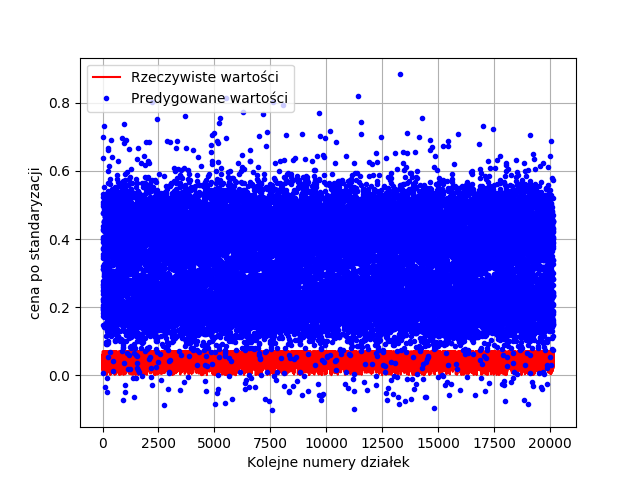 Rzeczywiste wartości
Predygowane wartości
cena po standaryzacji
0.8
0.6
0.4
0.2
0.0
0 2500 5000 7500 10000 12500 15000 17500 20000
Kolejne numery działek